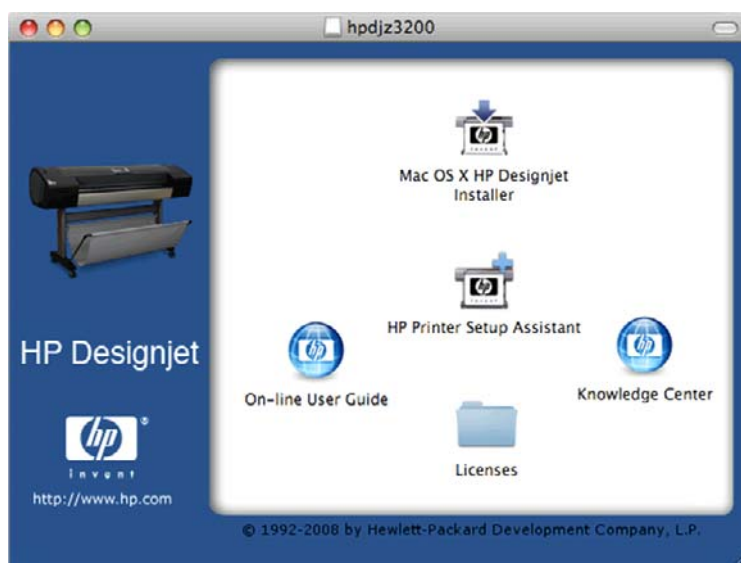 hpdjz3200
Mac OS X HP Designjet
Installer
HP Printer Setup Assistant
On-line User Guide
Knowledge Center
Licenses
HP Designjet
hp
invent
http://www.hp.com
© 1992-2008 by Hewlett-Packard Development Company, L.P.